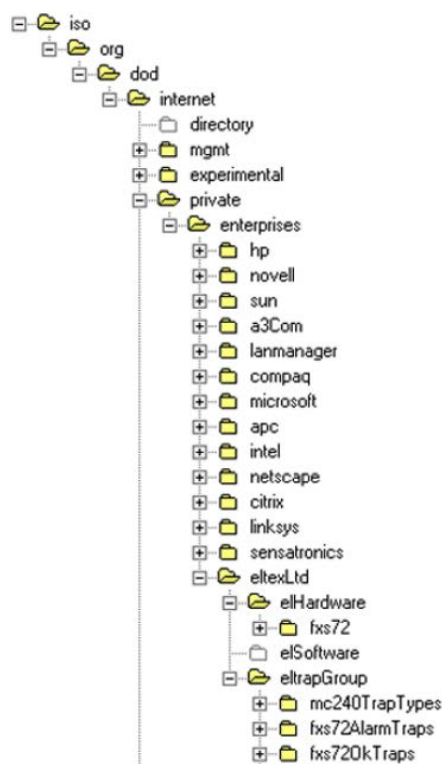 iso
org
dod
internet
directory
mgmt
experimental
private
enterprises
hp
novell
sun
a3Com
lanmanager
compaq
microsoft
apc
intel
netscape
citrix
linksys
sensatronics
eltexLtd
elHardware
fxs72
elSoftware
eltrapGroup
mc240TrapTypes
fxs72AlarmTraps
fxs72OkTraps